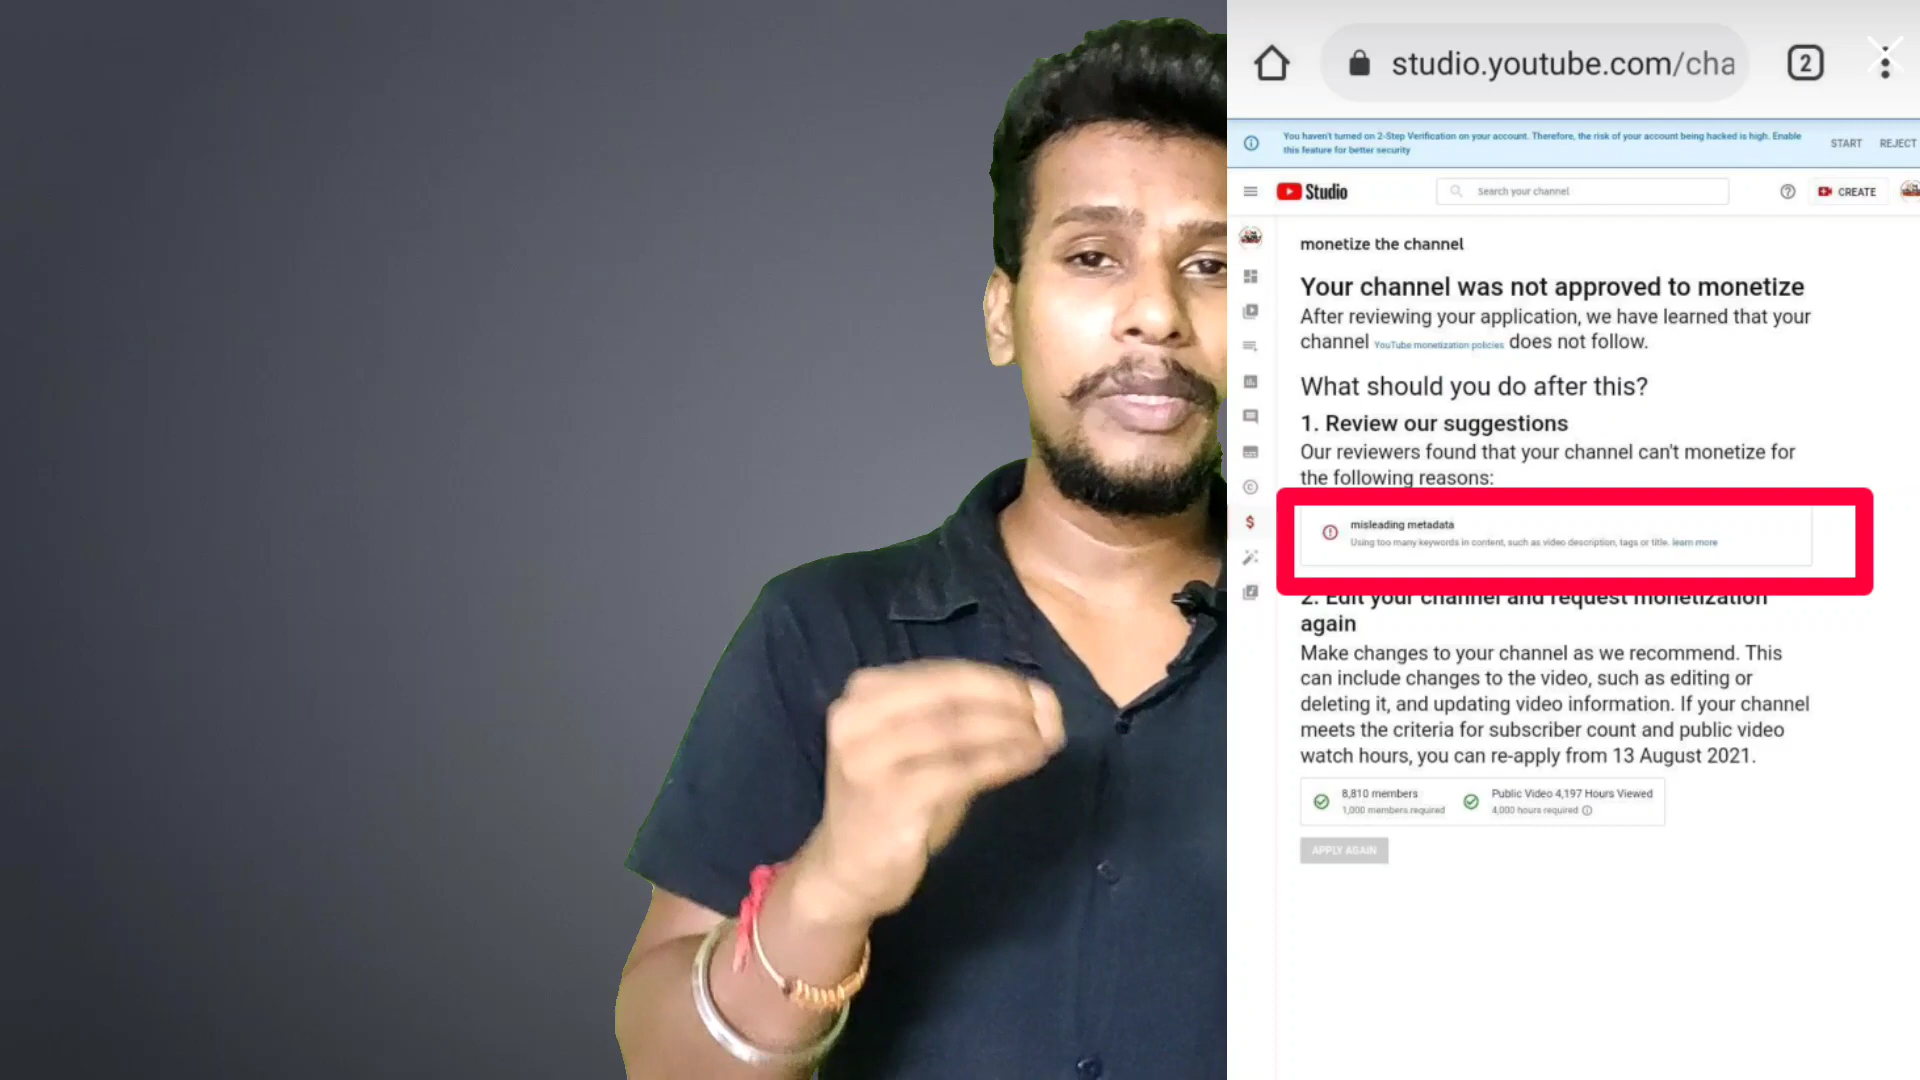 studio.youtube.com/cha
2
You haven't turned on 2-Step Verification on your account. Therefore, the risk of your account being hacked is high. Enable
this feature for better security
START
REJECT
Studio
Search your channel
CREATE
monetize the channel
Your channel was not approved to monetize
After reviewing your application, we have learned that your
channel YouTube monetization policies does not follow.
What should you do after this?
1. Review our suggestions
Our reviewers found that your channel can't monetize for
the following reasons:
misleading metadata
Using too many keywords in content, such as video description, tags or title. learn more
2. Edit your channel and request monetization
again
Make changes to your channel as we recommend. This
can include changes to the video, such as editing or
deleting it, and updating video information. If your channel
meets the criteria for subscriber count and public video
watch hours, you can re-apply from 13 August 2021.
8,810 members
1,000 members required
Public Video 4,197 Hours Viewed
4,000 hours required
APPLY AGAIN